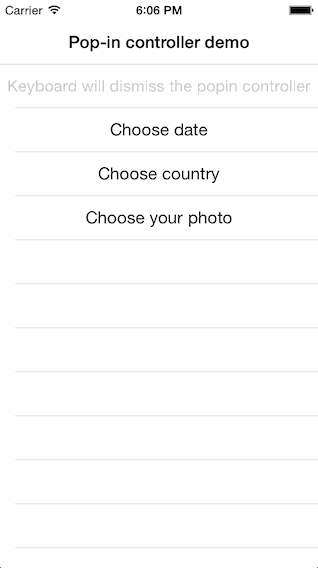 Carrier 6:06 PM
Pop-in controller demo
Keyboard will dismiss the popin controller
Choose date
Choose country
Choose your photo